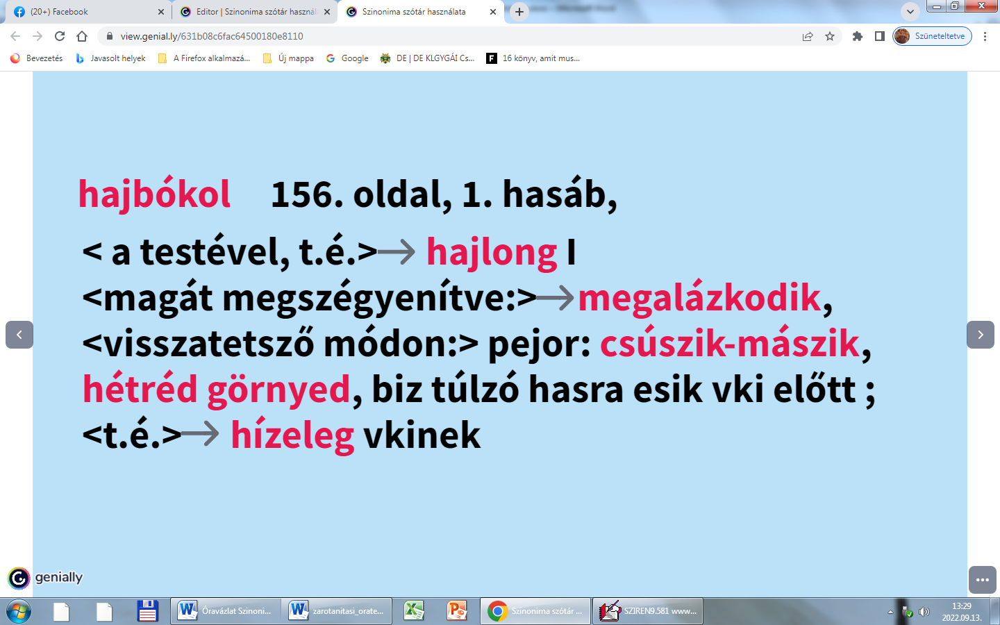 (20+) Facebook
Editor | Szinonima szótár használ
Szinonima szótár használata
view.genial.ly/631b08c6fac64500180e8110
Szüneteltetve
Bevezetés
Javasolt helyek
A Firefox alkalmazá...
Új mappa
Google
DE | DE KLGYGÁI Cs...
16 könyv, amit mus...
hajbókol 156. oldal, 1. hasáb,
< a testével, t.é.>→ hajlong I
<magát megszégyenítve:>→megalázkodik,
<visszatetsző módon:> pejor: csúszik-mászik,
hétréd görnyed, biz túlzó hasra esik vki előtt ;
<t.é.>→ hízeleg vkinek
genially
Óravázlat Szinoni...
zarotanitasi_orate...
Szinonima szótár ...
SZIREN9.581 www...
13:29
2022.09.13.